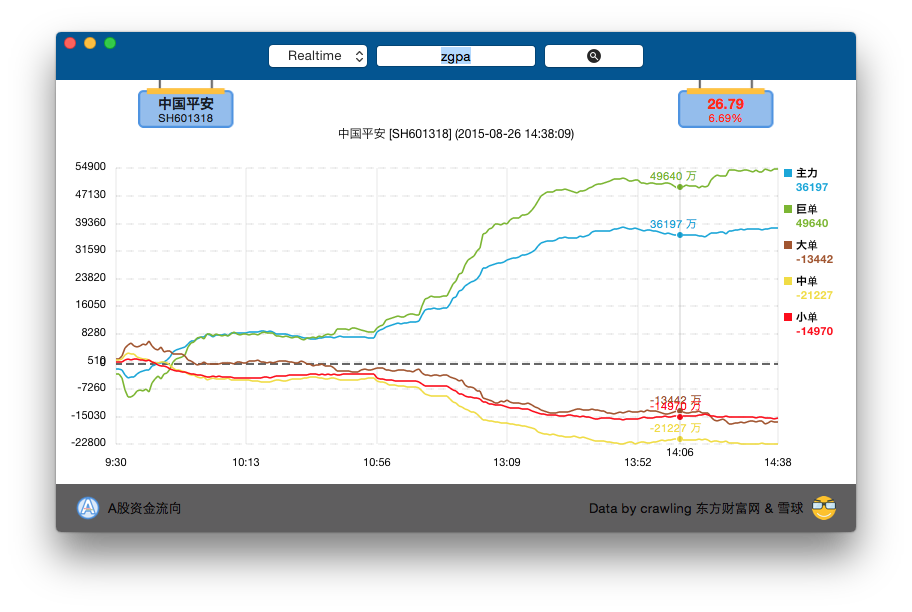 Realtime
zgpa
中国平安
SH601318
26.79
6.69%
中国平安 [SH601318] (2015-08-26 14:38:09)
54900
47130
39360
31590
23820
16050
8280
510
0
-7260
-15030
-22800
49640 万
36197 万
-13442 万
-14970 万
-21227 万
14:06
9:30
10:13
10:56
13:09
13:52
14:38
主力
36197
巨单
49640
大单
-13442
中单
-21227
小单
-14970
A股资金流向
Data by crawling 东方财富网 & 雪球